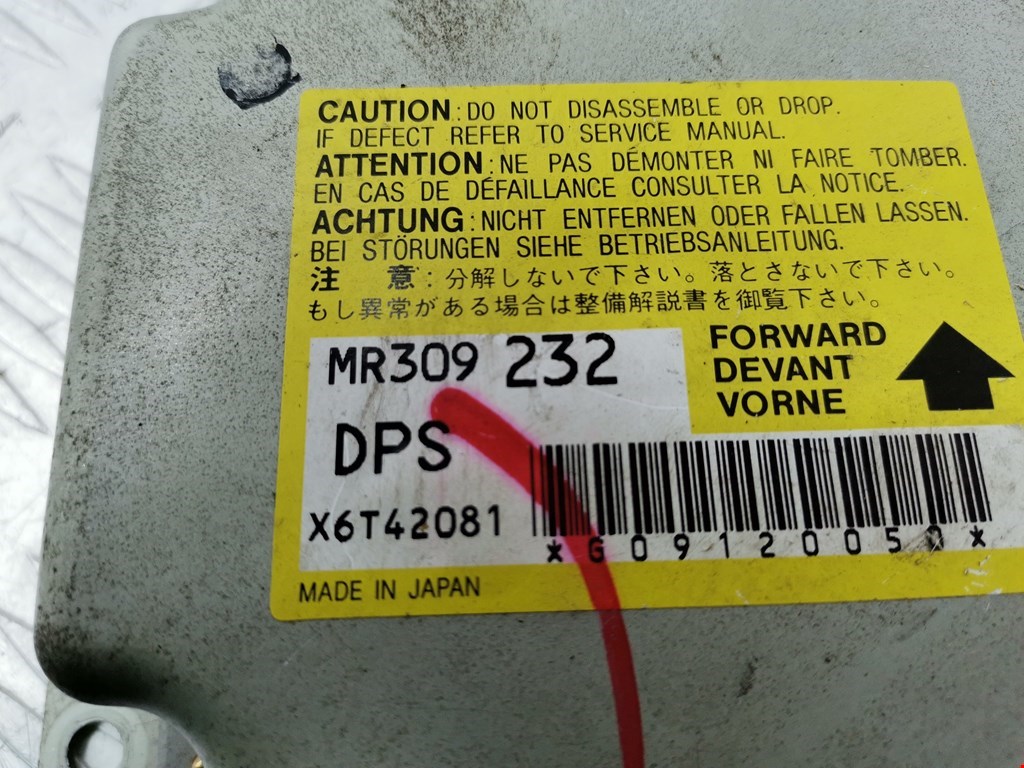 CAUTION: DO NOT DISASSEMBLE OR DROP.
IF DEFECT REFER TO SERVICE MANUAL.
ATTENTION: NE PAS DÉMONTER NI FAIRE TOMBER.
EN CAS DE DÉFAILLANCE CONSULTER LA NOTICE.
ACHTUNG: NICHT ENTFERNEN ODER FALLEN LASSEN.
BEI STÖRUNGEN SIEHE BETRIEBSANLEITUNG.
注 意: 分解しないで下さい。落とさないで下さい。
もし異常がある場合は整備解説書を御覧下さい。
MR309 232
FORWARD
DEVANT
VORNE
DPS
X6T42081
*G09120050*
MADE IN JAPAN